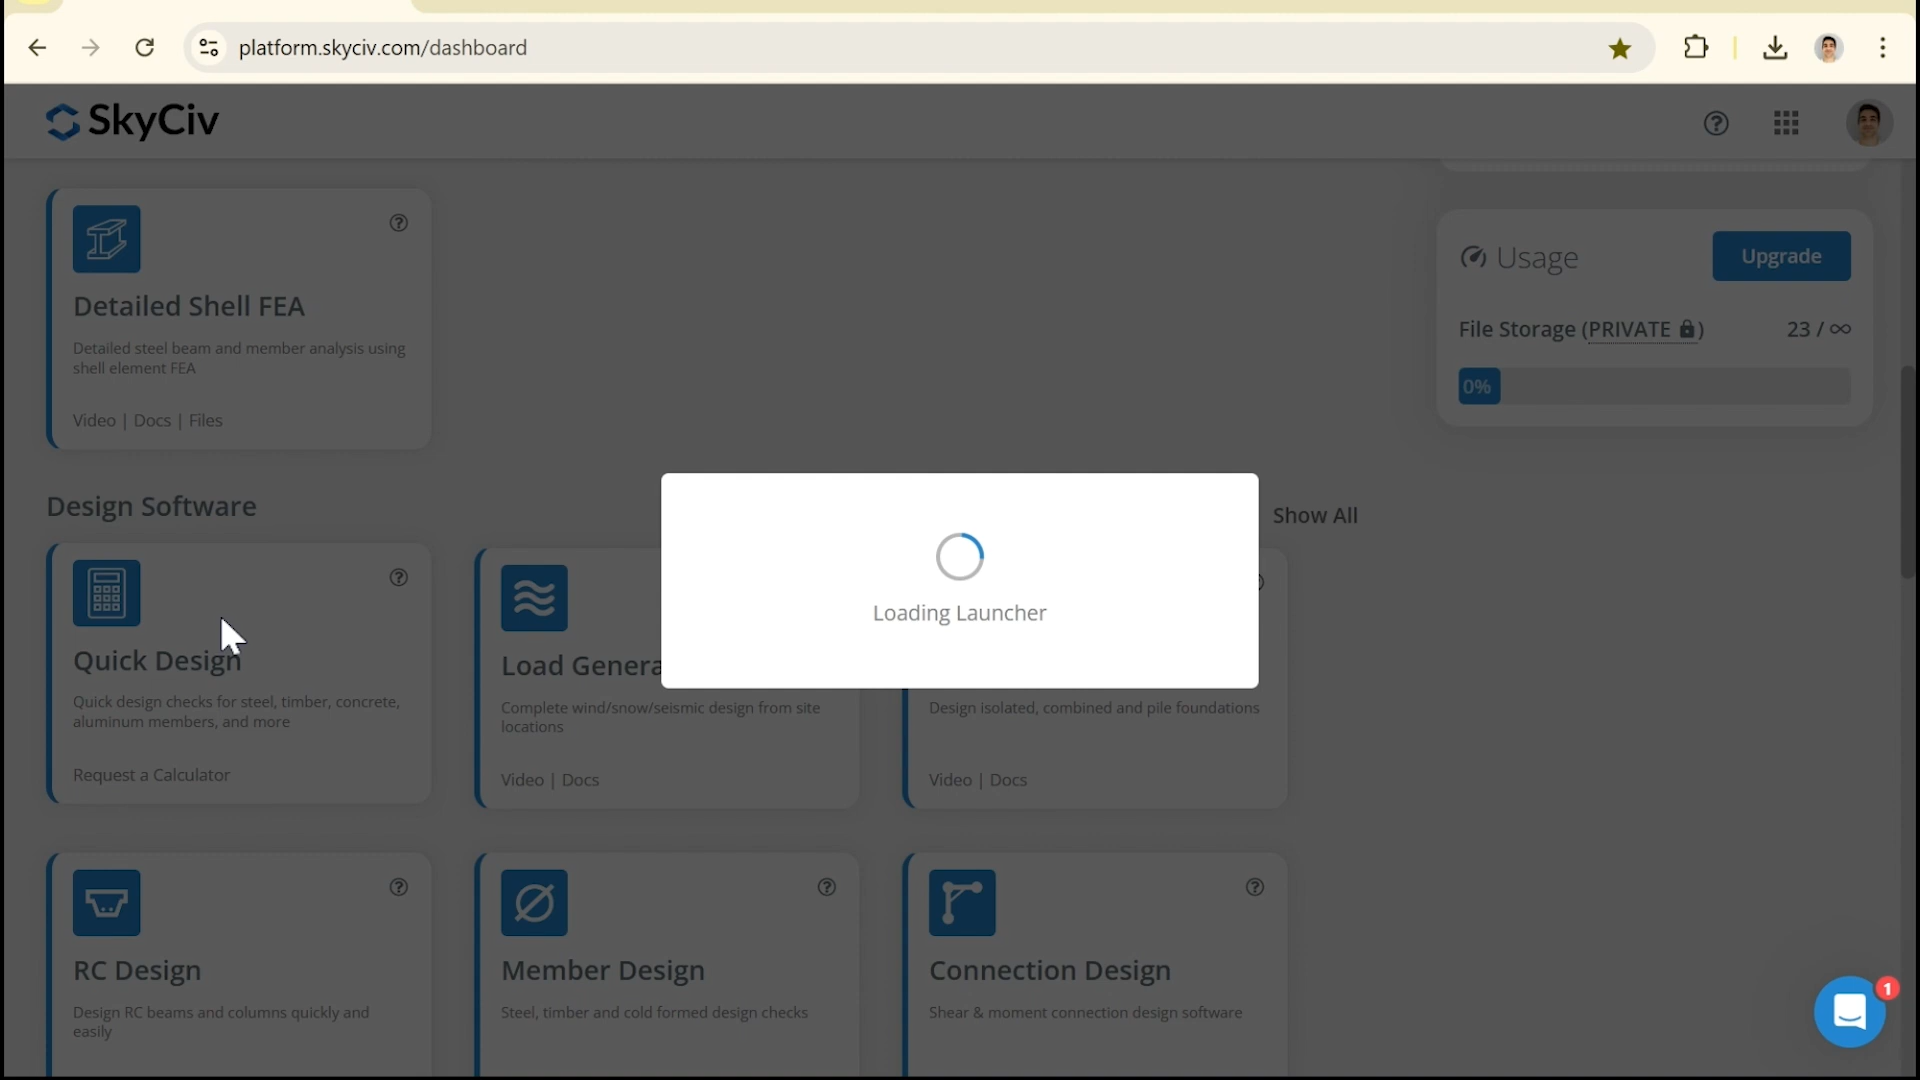 platform.skyciv.com/dashboard
SkyCiv
Detailed Shell FEA
Detailed steel beam and member analysis using
shell element FEA
Video | Docs | Files
Usage
Upgrade
File Storage (PRIVATE)
23 / ∞
0%
Design Software
Show All
Quick Design
Quick design checks for steel, timber, concrete,
aluminum members, and more
Request a Calculator
Load Genera
Complete wind/snow/seismic design from site
locations
Video | Docs
Design isolated, combined and pile foundations
Video | Docs
Loading Launcher
RC Design
Design RC beams and columns quickly and
easily
Member Design
Steel, timber and cold formed design checks
Connection Design
Shear & moment connection design software
1